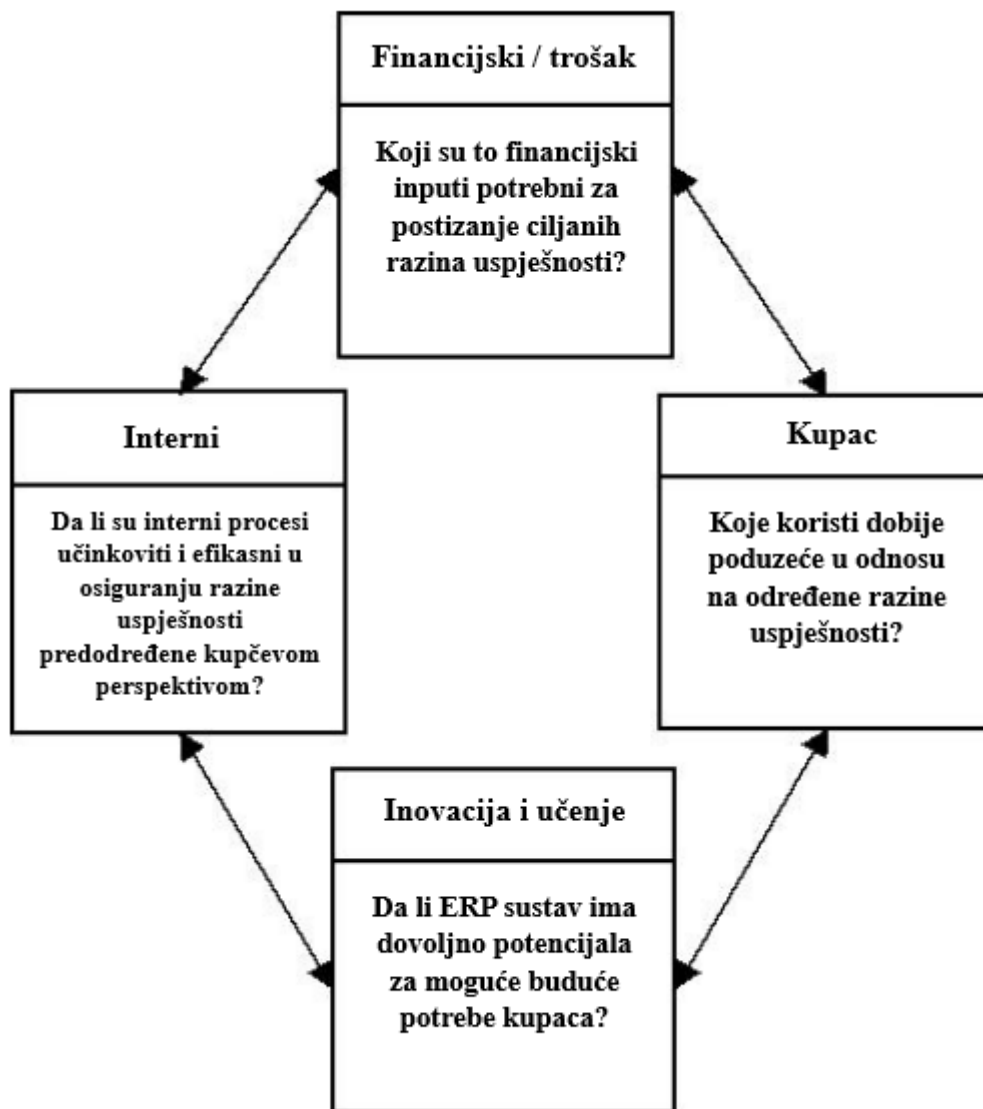 Financijski / trošak
Koji su to financijski
inputi potrebni za
postizanje ciljanih
razina uspješnosti?
Interni
Da li su interni procesi
učinkoviti i efikasni u
osiguranju razine
uspješnosti
predodređene kupčevom
perspektivom?
Kupac
Koje koristi dobije
poduzeće u odnosu
na određene razine
uspješnosti?
Inovacija i učenje
Da li ERP sustav ima
dovoljno potencijala
za moguće buduće
potrebe kupaca?